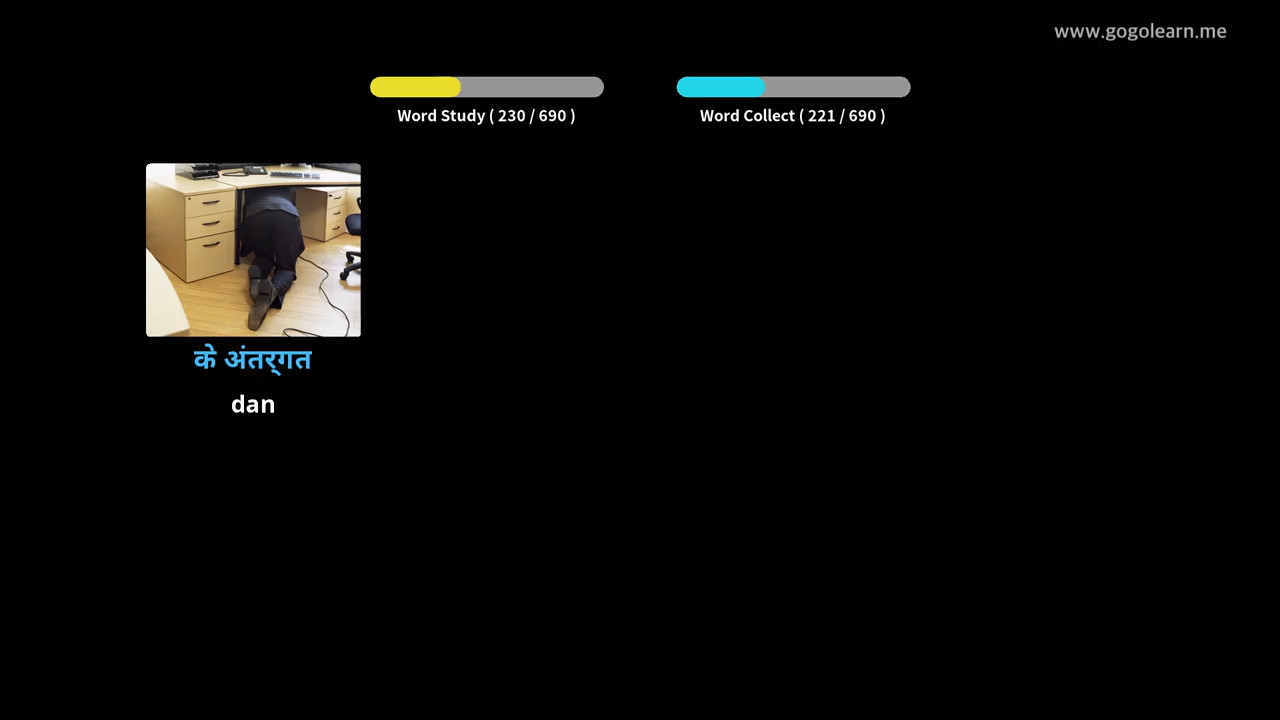 www.gogolearn.me
Word Study ( 230 / 690 )
Word Collect ( 221 / 690 )
के अंतर्गत
dan